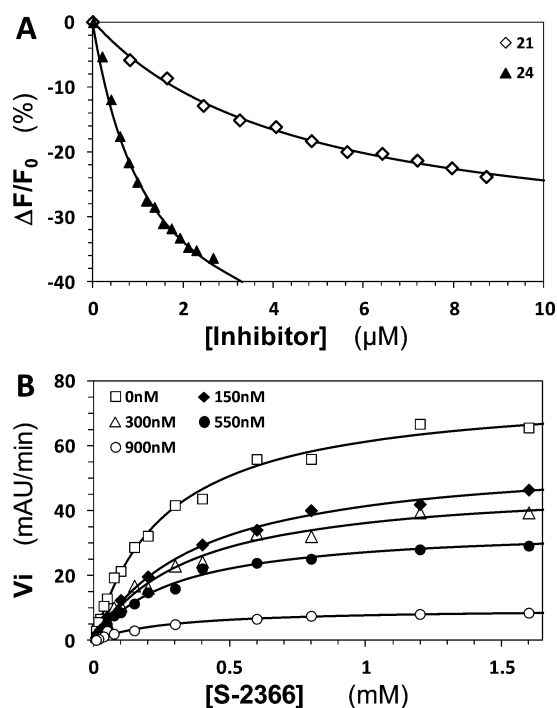 A
0
-10
-20
-30
-40
ΔF/F0 (%)
21
24
0 2 4 6 8 10
[Inhibitor] (µM)
B
80
60
40
20
0
Vi (mAU/min)
0nM 150nM
300nM 550nM
900nM
0 0.5 1 1.5
[S-2366] (mM)